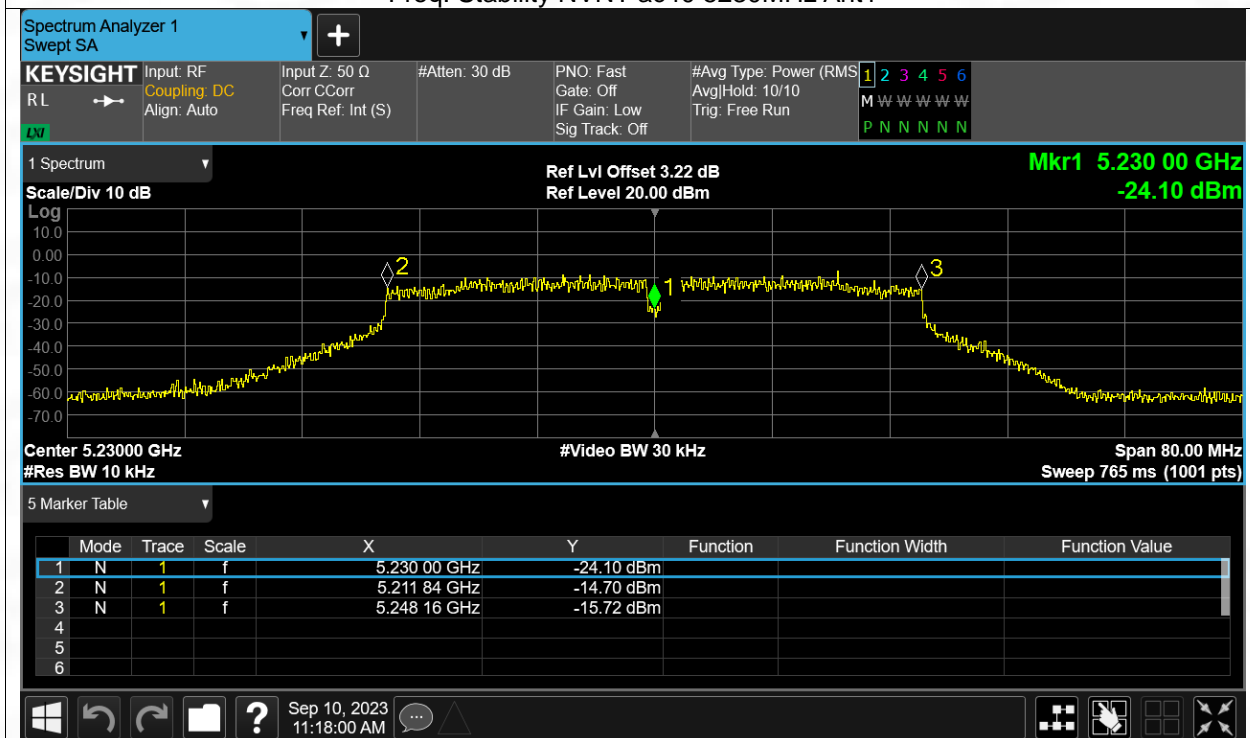 Spectrum Analyzer 1
Swept SA
+
KEYSIGHT Input: RF Input Z: 50 Ω #Atten: 30 dB PNO: Fast #Avg Type: Power (RMS 1 2 3 4 5 6
RL Coupling: DC Corr CCorr Gate: Off Avg|Hold: 10/10 M W W W W W
Align: Auto Freq Ref: Int (S) IF Gain: Low Trig: Free Run
LXI Sig Track: Off P N N N N N
1 Spectrum Ref Lvl Offset 3.22 dB Mkr1 5.230 00 GHz
Scale/Div 10 dB Ref Level 20.00 dBm -24.10 dBm
Log
10.0
0.00
-10.0
-20.0
-30.0
-40.0
-50.0
-60.0
-70.0
2
1
3
Center 5.23000 GHz #Video BW 30 kHz Span 80.00 MHz
#Res BW 10 kHz Sweep 765 ms (1001 pts)
5 Marker Table
Mode Trace Scale X Y Function Function Width Function Value
1 N 1 f 5.230 00 GHz -24.10 dBm
2 N 1 f 5.211 84 GHz -14.70 dBm
3 N 1 f 5.248 16 GHz -15.72 dBm
4
5
6
? Sep 10, 2023
11:18:00 AM